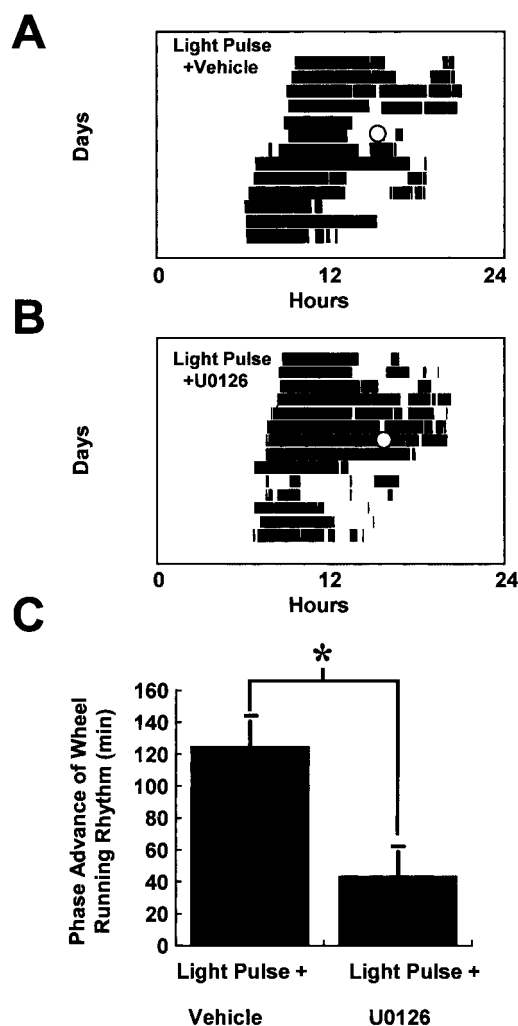 A
Light Pulse
+Vehicle
Days
0 12 24
Hours
B
Light Pulse
+U0126
Days
0 12 24
Hours
C
*
Phase Advance of Wheel
Running Rhythm (min)
160
140
120
100
80
60
40
20
0
Light Pulse + Light Pulse +
Vehicle U0126